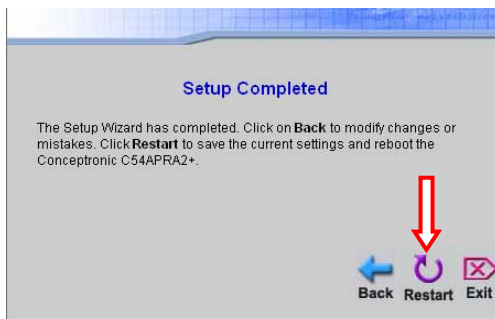 Setup Completed
The Setup Wizard has completed. Click on Back to modify changes or
mistakes. Click Restart to save the current settings and reboot the
Conceptronic C54APRA2+.
Back Restart Exit